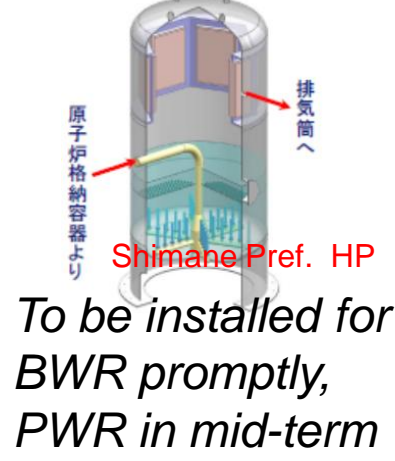 排気筒へ
原子炉格納容器より
Shimane Pref. HP
To be installed for
BWR promptly,
PWR in mid-term